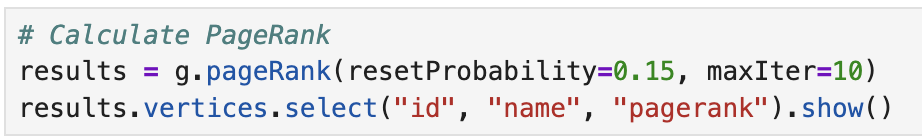 # Calculate PageRank
results = g.pageRank(resetProbability=0.15, maxIter=10)
results.vertices.select("id", "name", "pagerank").show()